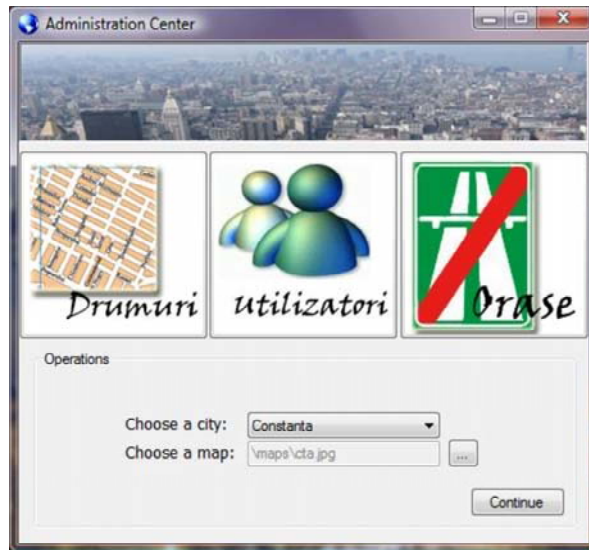 Administration Center
Drumuri
utilizatori
Orase
Operations
Choose a city:
Constanta
Choose a map:
\maps\cta.jpg
...
Continue